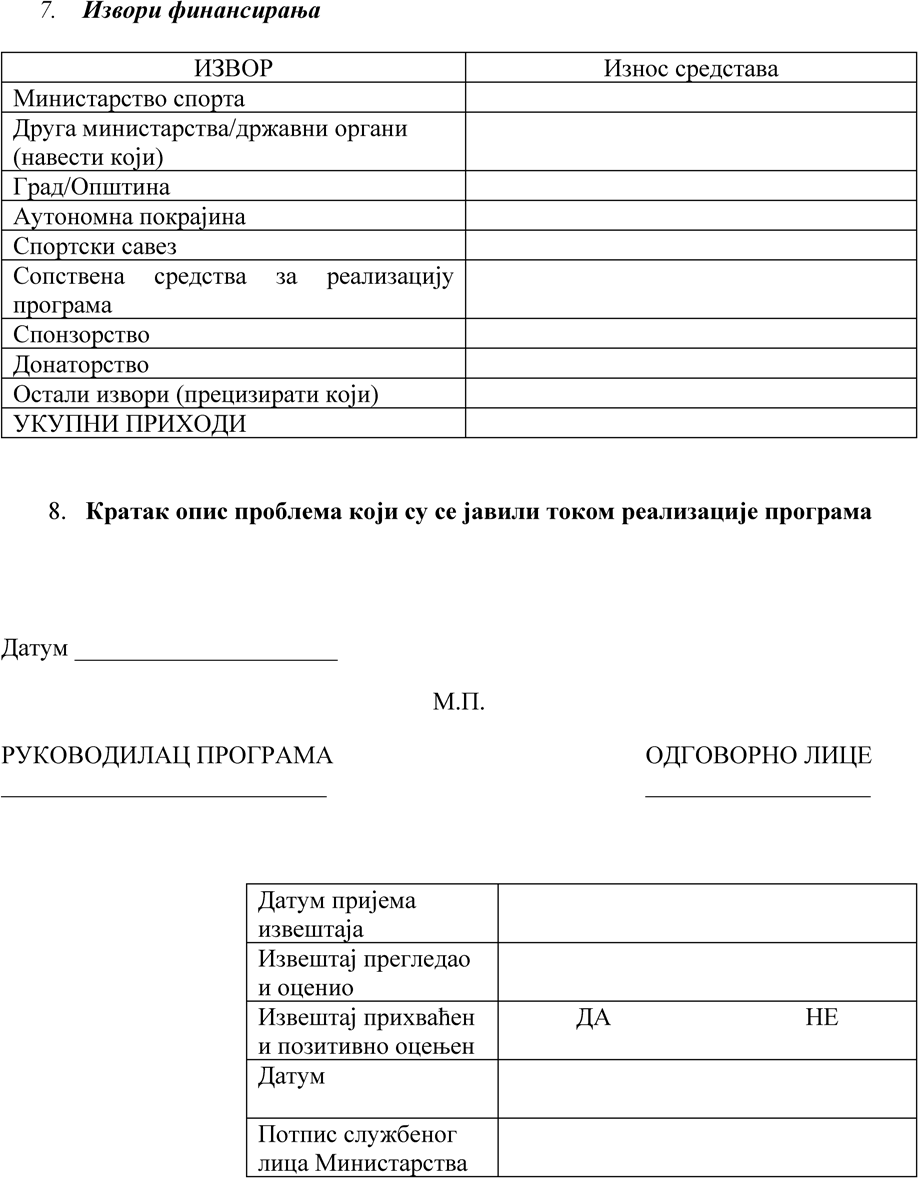 7. Извори финансирања
ИЗВОР Износ средстава
Министарство спорта
Друга министарства/државни органи
(навести који)
Град/Општина
Аутономна покрајина
Спортски савез
Сопствена средства за реализацију
програма
Спонзорство
Донаторство
Остали извори (прецизирати који)
УКУПНИ ПРИХОДИ
8. Кратак опис проблема који су се јавили током реализације програма
Датум _____________________
М.П.
РУКОВОДИЛАЦ ПРОГРАМА ОДГОВОРНО ЛИЦЕ
__________________________ __________________
Датум пријема
извештаја
Извештај прегледао
и оценио
Извештај прихваћен ДА НЕ
и позитивно оцењен
Датум
Потпис службеног
лица Министарства